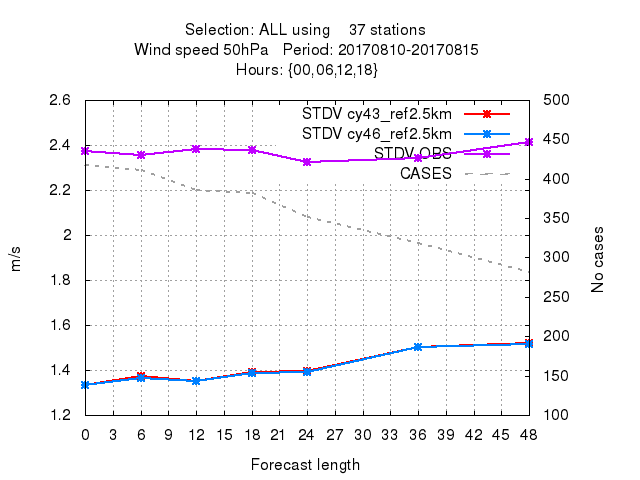 Selection: ALL using 37 stations
Wind speed 50hPa Period: 20170810-20170815
Hours: {00,06,12,18}
2.6 500
STDV cy43_ref2.5km
STDV cy46_ref2.5km
STDV OBS
CASES
2.4 450
2.2 400
2 350
1.8 300
1.6 250
1.4 200
1.2 150
100
m/s
No cases
0 3 6 9 12 15 18 21 24 27 30 33 36 39 42 45 48
Forecast length